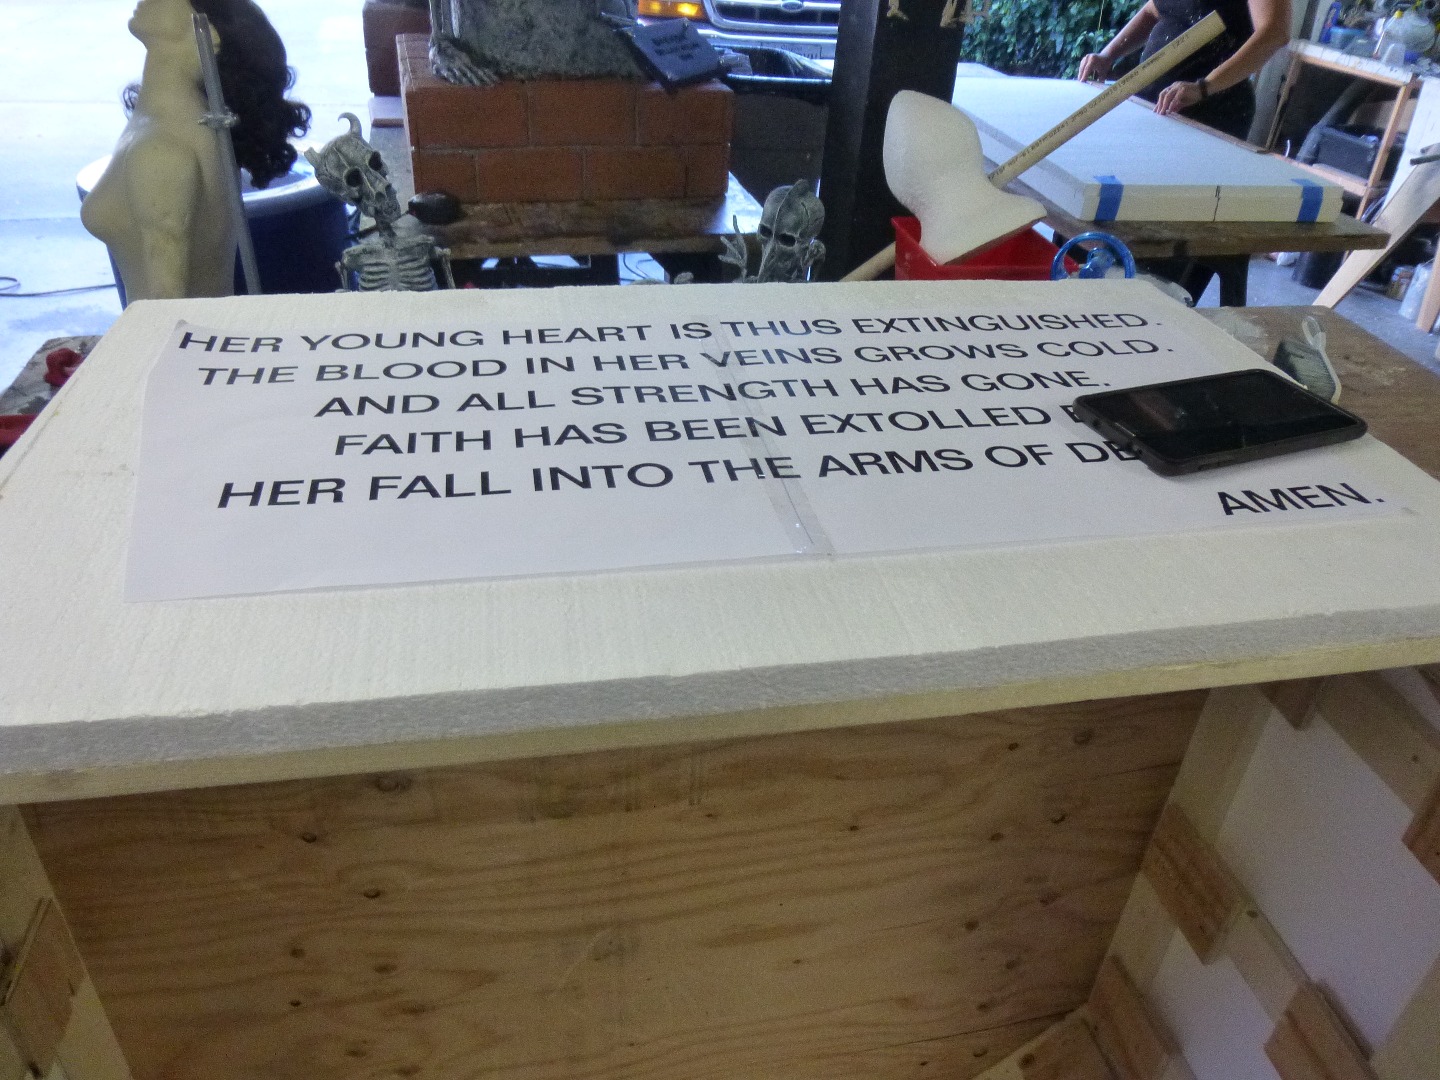 HER YOUNG HEART IS THUS EXTINGUISHED.
THE BLOOD IN HER VEINS GROWS COLD.
AND ALL STRENGTH HAS GONE.
FAITH HAS BEEN EXTOLLED
HER FALL INTO THE ARMS OF
AMEN.